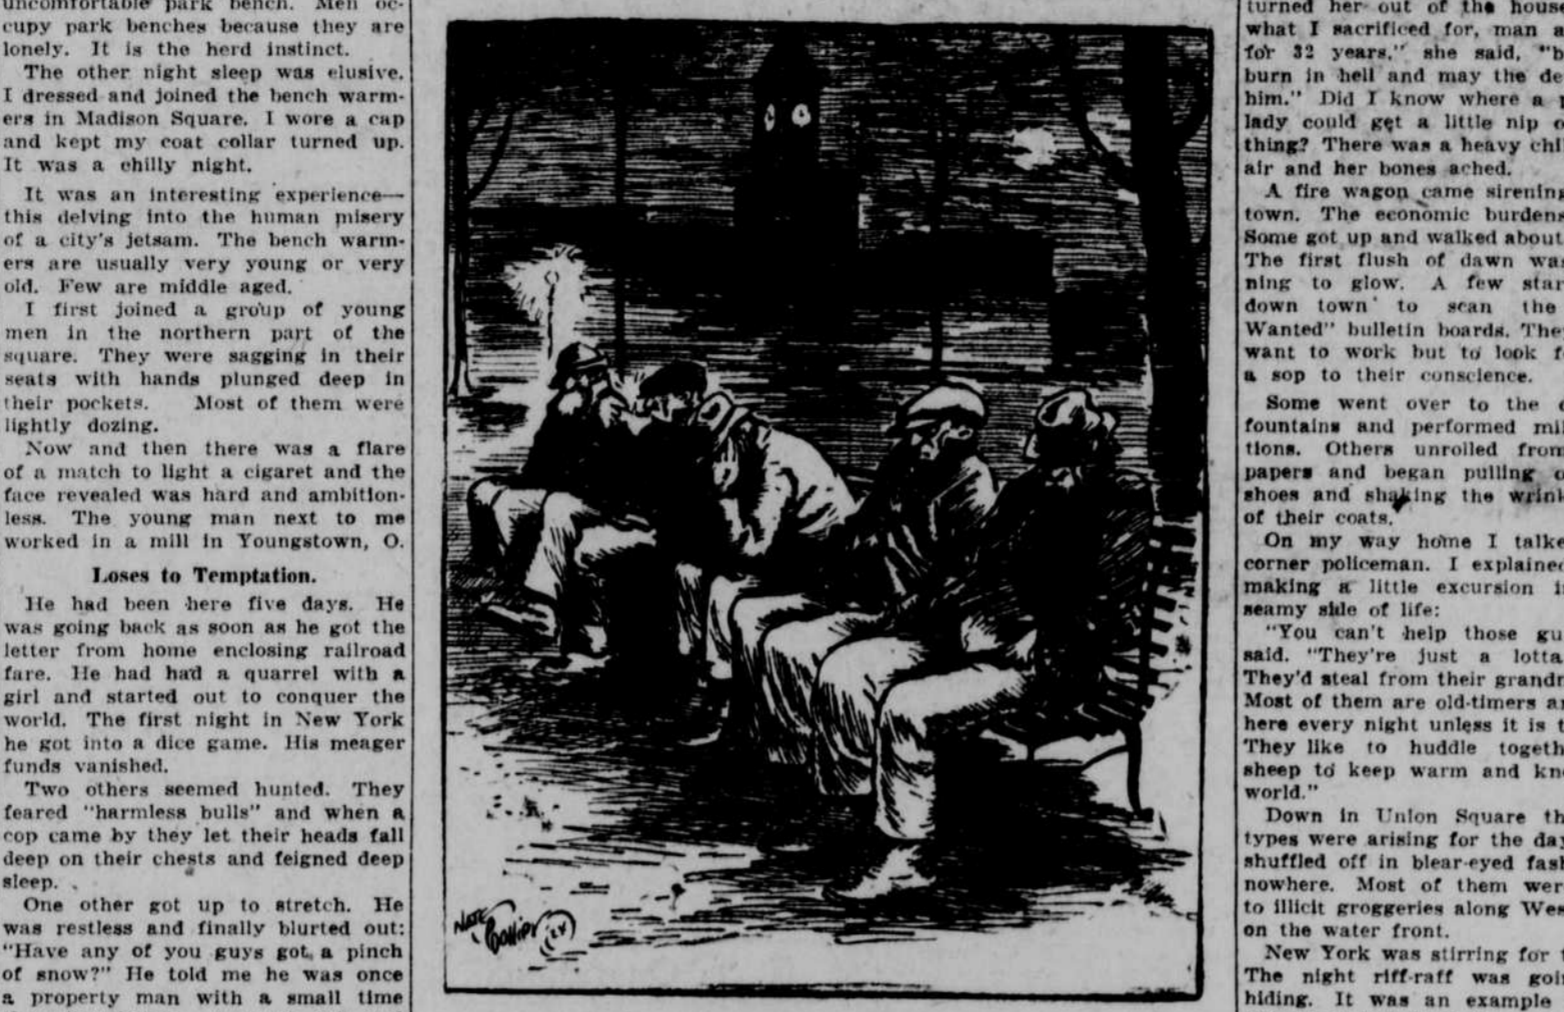 uncomfortable park bench. Men oc-
cupy park benches because they are
lonely. It is the herd instinct.
The other night sleep was elusive.
I dressed and joined the bench warm-
ers in Madison Square. I wore a cap
and kept my coat collar turned up.
It was a chilly night.
It was an interesting experience—
this delving into the human misery
of a city's jetsam. The bench warm-
ers are usually very young or very
old. Few are middle aged.
I first joined a group of young
men in the northern part of the
square. They were sagging in their
seats with hands plunged deep in
their pockets. Most of them were
lightly dozing.
Now and then there was a flare
of a match to light a cigaret and the
face revealed was hard and ambition-
less. The young man next to me
worked in a mill in Youngstown, O.
Loses to Temptation.
He had been here five days. He
was going back as soon as he got the
letter from home enclosing railroad
fare. He had had a quarrel with a
girl and started out to conquer the
world. The first night in New York
he got into a dice game. His meager
funds vanished.
Two others seemed hunted. They
feared "harmless bulls" and when a
cop came by they let their heads fall
deep on their chests and feigned deep
sleep.
One other got up to stretch. He
was restless and finally blurted out:
"Have any of you guys got a pinch
of snow?" He told me he was once
a property man with a small time
NATE
COLLIER
turned her out of the house
what I sacrificed for, man a
for 32 years," she said, "b
burn in hell and may the de
him." Did I know where a
lady could get a little nip o
thing? There was a heavy chi
air and her bones ached.
A fire wagon came sirening
town. The economic burdens
Some got up and walked about
The first flush of dawn was
ning to glow. A few star
down town to scan the
Wanted" bulletin boards. The
want to work but to look f
a sop to their conscience.
Some went over to the
fountains and performed mi
tions. Others unrolled from
papers and began pulling o
shoes and shaking the wrink
of their coats.
On my way home I talke
corner policeman. I explained
making a little excursion i
seamy side of life:
"You can't help those gu
said. "They're just a lotta
They'd steal from their grandm
Most of them are old-timers a
here every night unless it is t
They like to huddle togeth
sheep to keep warm and kn
world."
Down in Union Square th
types were arising for the day
shuffled off in blear-eyed fash
nowhere. Most of them wer
to illicit groggeries along Wes
on the water front.
New York was stirring for t
The night riff-raff was goin
hiding. It was an example